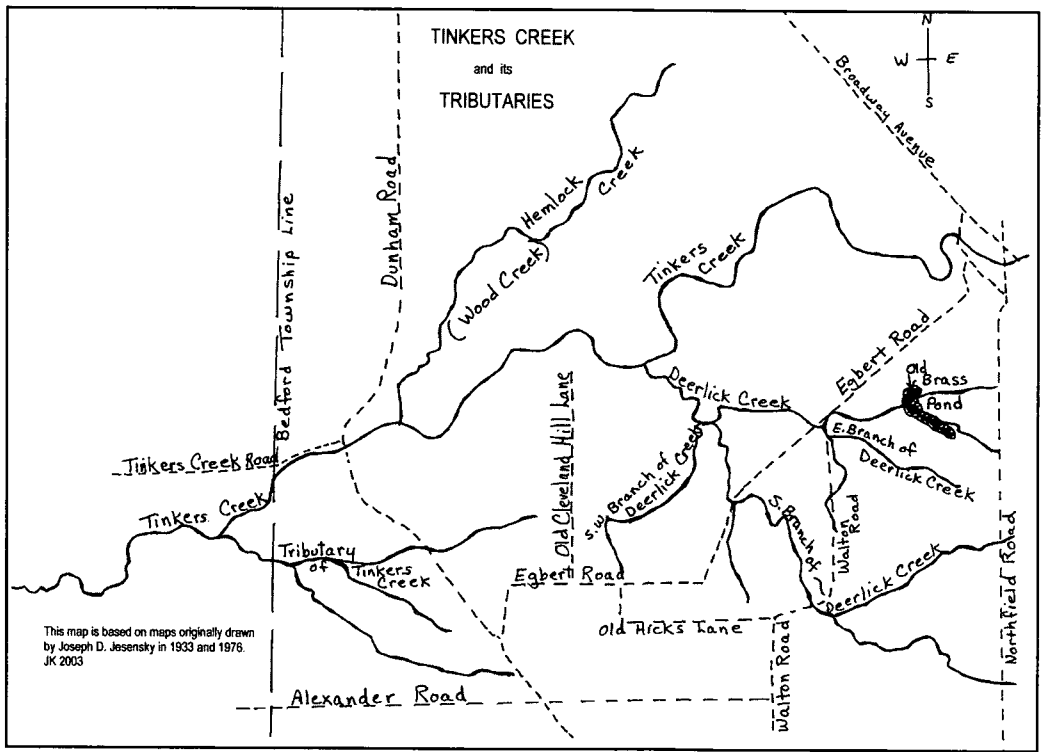 TINKERS CREEK
and its
TRIBUTARIES
N
W
E
S
Broadway Avenue
Bedford Township Line
Dunham Road
Hemlock
Creek
(Wood Creek)
Tinkers
Creek
Egbert Road
Old
Brass
Pond
Deerlick Creek
E. Branch of
Deerlick Creek
Tinkers Creek Road
Old Cleveland Hill Lane
S.W. Branch of
Deerlick Creek
S. Branch of
Deerlick Creek
Walton
Road
Northfield Road
Tinkers Creek
Tributary
of
Tinkers
Creek
Egbert Road
Old Hicks Lane
Walton Road
Alexander Road
This map is based on maps originally drawn
by Joseph D. Jesensky in 1933 and 1976.
JK 2003